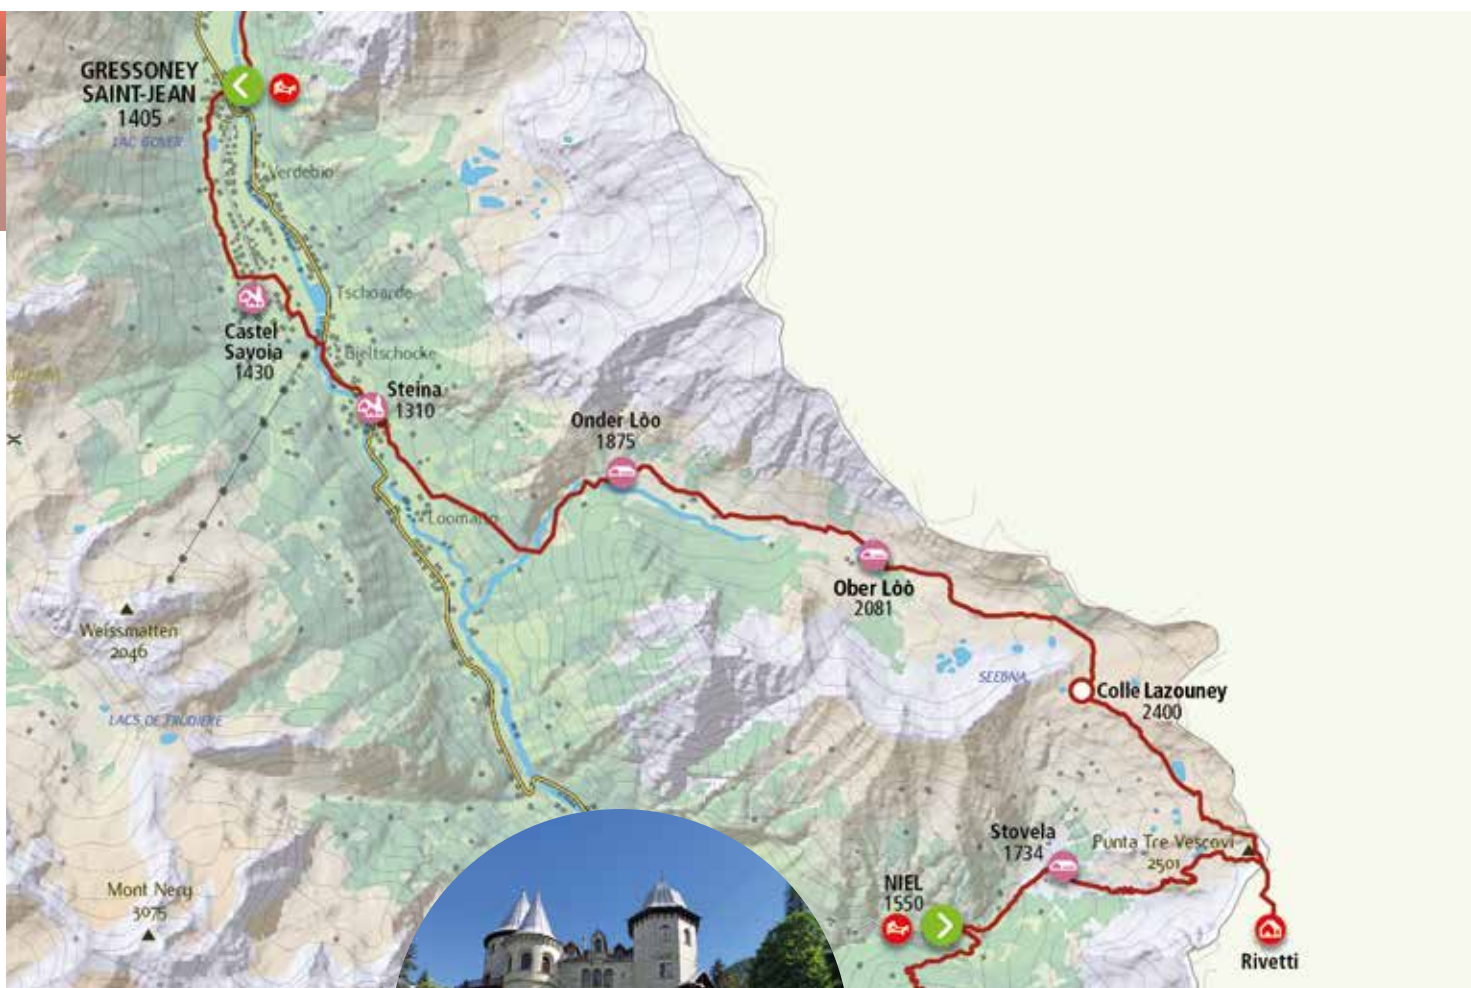 GRESSONEY
SAINT-JEAN
1405
LAC GOVER
Verdebio
Tschoarde
Castel
Savoia
1430
Bieltschocke
Steina
1310
Onder Lòo
1875
Loomatto
Ober Lòò
2081
Weissmatten
2046
SEEBNA
Colle Lazouney
2400
LACS DE FRUDIERE
Stovela
1734
Punta Tre Vescovi
2501
Mont Nery
3075
NIEL
1550
Rivetti